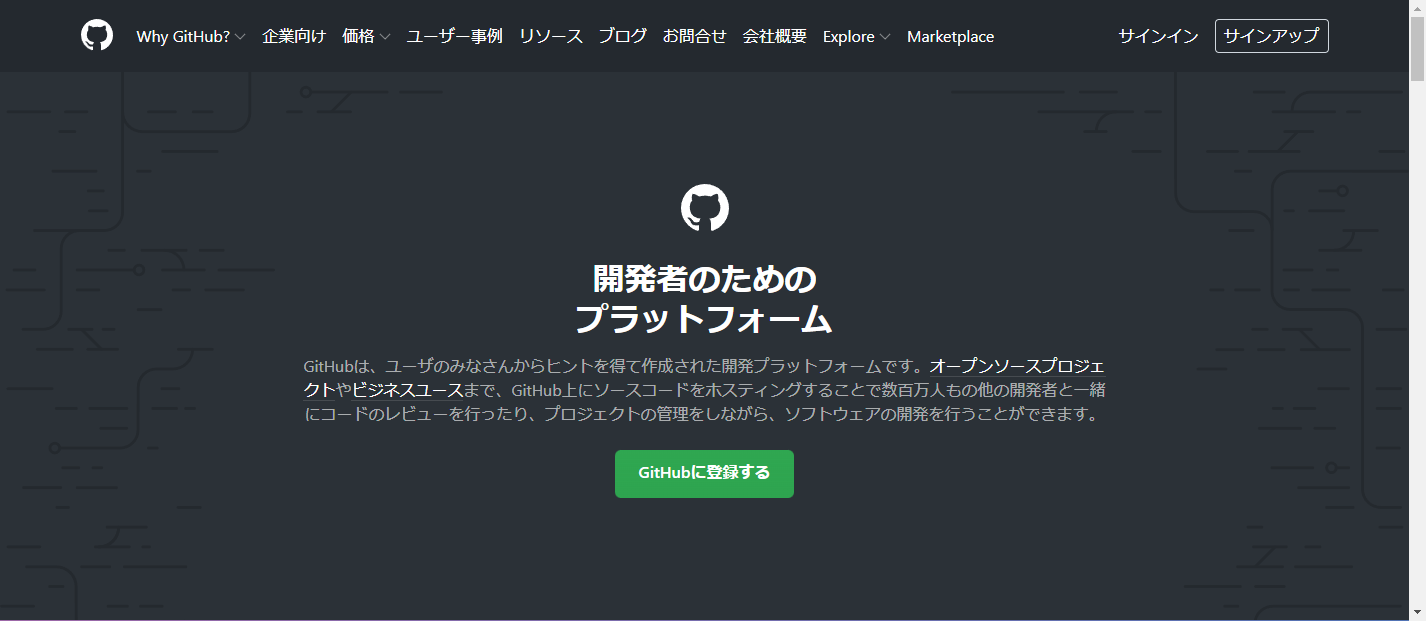 Why GitHub? 企業向け 価格 ユーザー事例 リソース ブログ お問合せ 会社概要 Explore Marketplace サインイン サインアップ
開発者のための
プラットフォーム
GitHubは、ユーザのみなさんからヒントを得て作成された開発プラットフォームです。オープンソースプロジェ
クトやビジネスユースまで、GitHub上にソースコードをホスティングすることで数百万人もの他の開発者と一緒
にコードのレビューを行ったり、プロジェクトの管理をしながら、ソフトウェアの開発を行うことができます。
GitHubに登録する